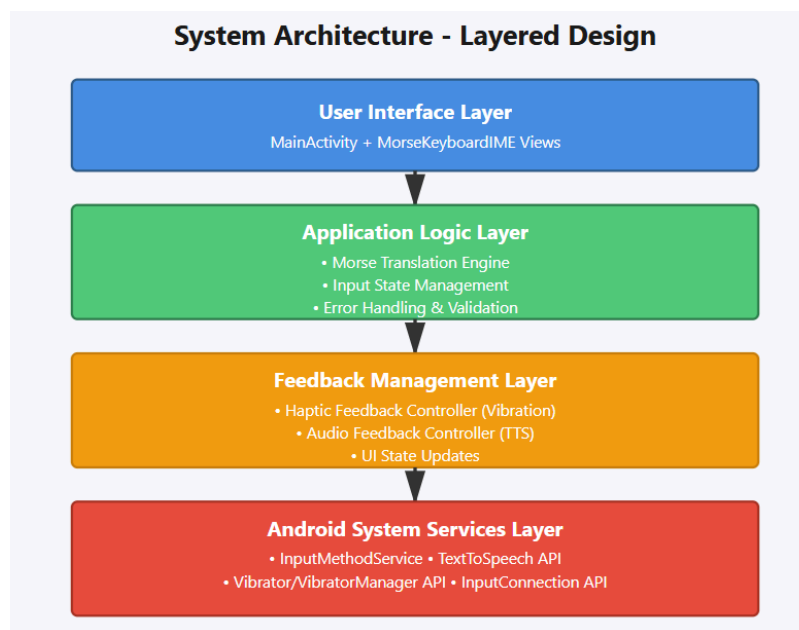 System Architecture - Layered Design
User Interface Layer
MainActivity + MorseKeyboardIME Views
Application Logic Layer
• Morse Translation Engine
• Input State Management
• Error Handling & Validation
Feedback Management Layer
• Haptic Feedback Controller (Vibration)
• Audio Feedback Controller (TTS)
• UI State Updates
Android System Services Layer
• InputMethodService • TextToSpeech API
• Vibrator/VibratorManager API • InputConnection API